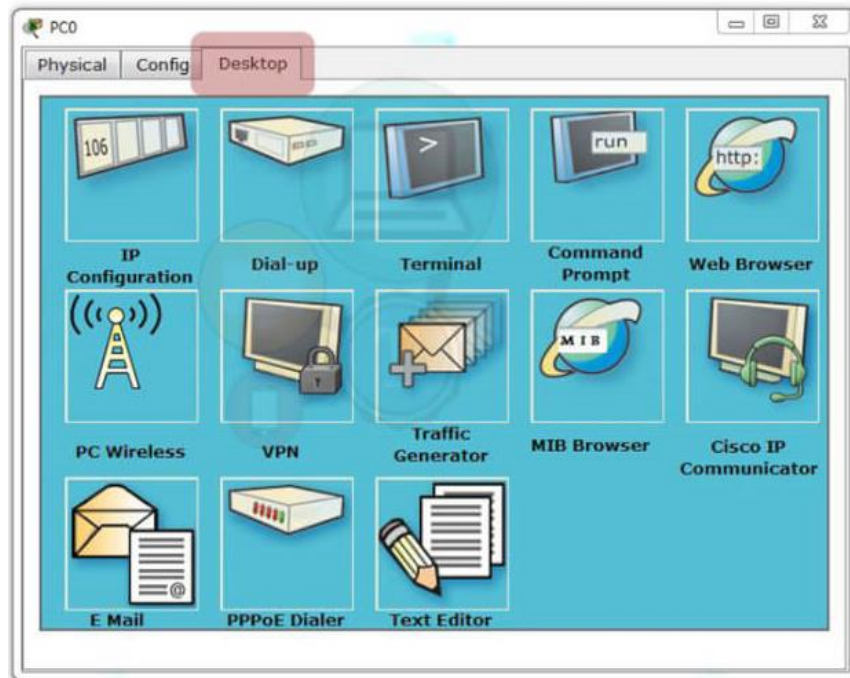 PC0
Physical Config Desktop
106
>
run
http:
IP
Configuration
Dial-up
Terminal
Command
Prompt
Web Browser
PC Wireless
VPN
Traffic
Generator
MIB
MIB Browser
Cisco IP
Communicator
@
E Mail
PPPoE Dialer
Text Editor